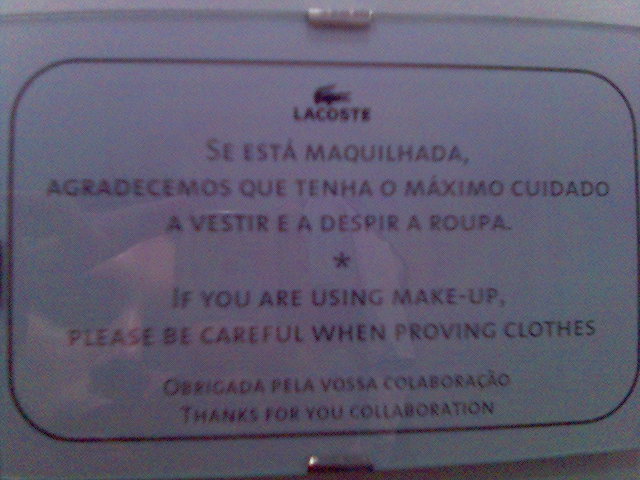 LACOSTE
SE ESTÁ MAQUILHADA,
AGRADECEMOS QUE TENHA O MÁXIMO CUIDADO
A VESTIR E A DESPIR A ROUPA.
*
IF YOU ARE USING MAKE-UP,
PLEASE BE CAREFUL WHEN PROVING CLOTHES
OBRIGADA PELA VOSSA COLABORAÇÃO
THANKS FOR YOU COLLABORATION